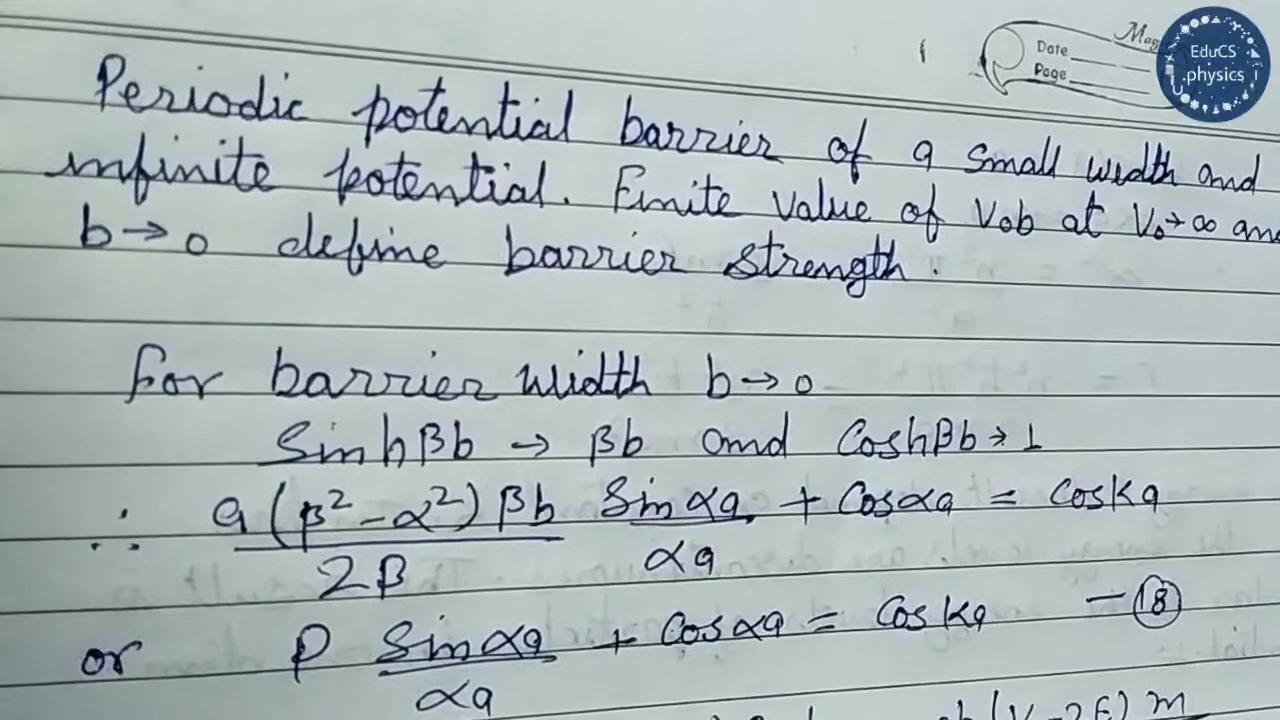 Date
Page
EduCS
.physics
Periodic potential barrier of a small width and
infinite potential. Finite value of V₀b at V₀→∞ an
b→0 define barrier strength.
For barrier width b→0
Sinhβb → βb and Coshβb→1
∴ a(β²-α²)βb/2β Sinαa/αa + Cosαa = CosKa
or P Sinαa/αa + Cosαa = CosKa —(18)